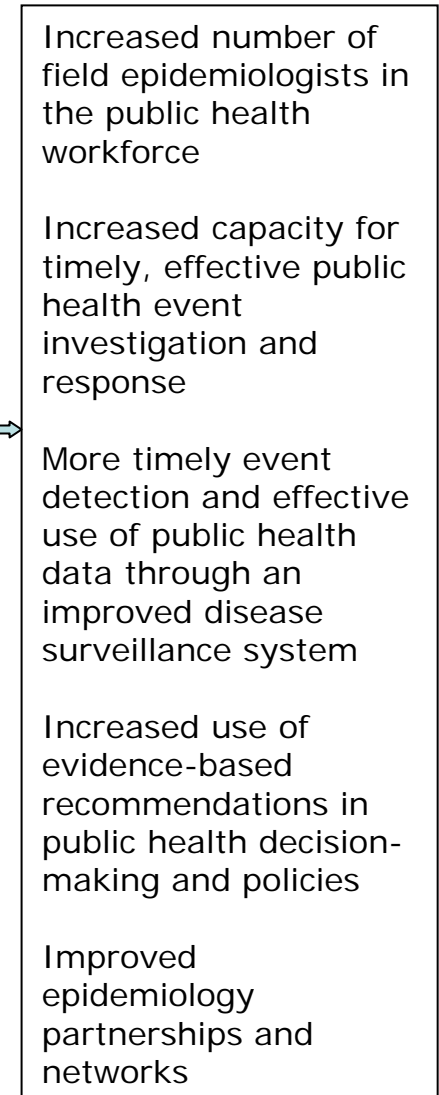 Increased number of
field epidemiologists in
the public health
workforce
Increased capacity for
timely, effective public
health event
investigation and
response
More timely event
detection and effective
use of public health
data through an
improved disease
surveillance system
Increased use of
evidence-based
recommendations in
public health decision-
making and policies
Improved
epidemiology
partnerships and
networks